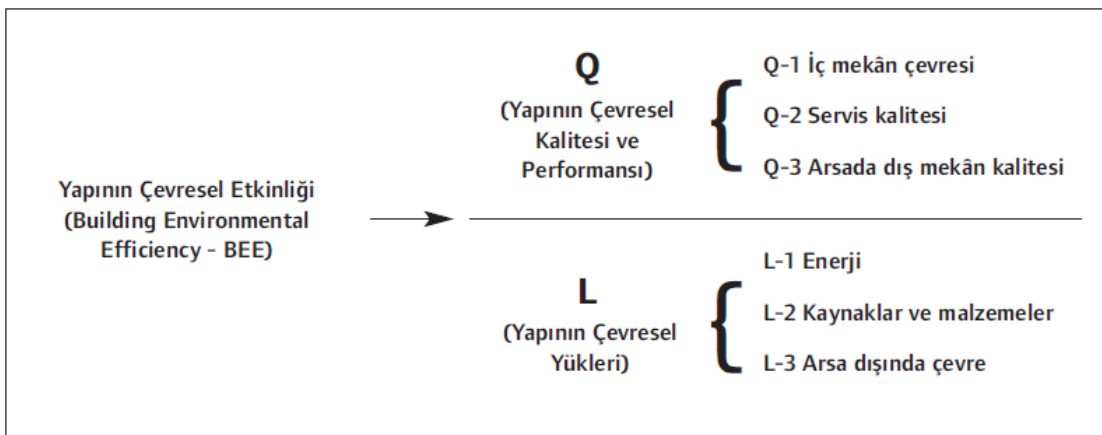 Yapının Çevresel Etkinliği
(Building Environmental
Efficiency - BEE)
Q
(Yapının Çevresel
Kalitesi ve
Performansı)
Q-1 İç mekân çevresi
Q-2 Servis kalitesi
Q-3 Arsada dış mekân kalitesi
L
(Yapının Çevresel
Yükleri)
L-1 Enerji
L-2 Kaynaklar ve malzemeler
L-3 Arsa dışında çevre